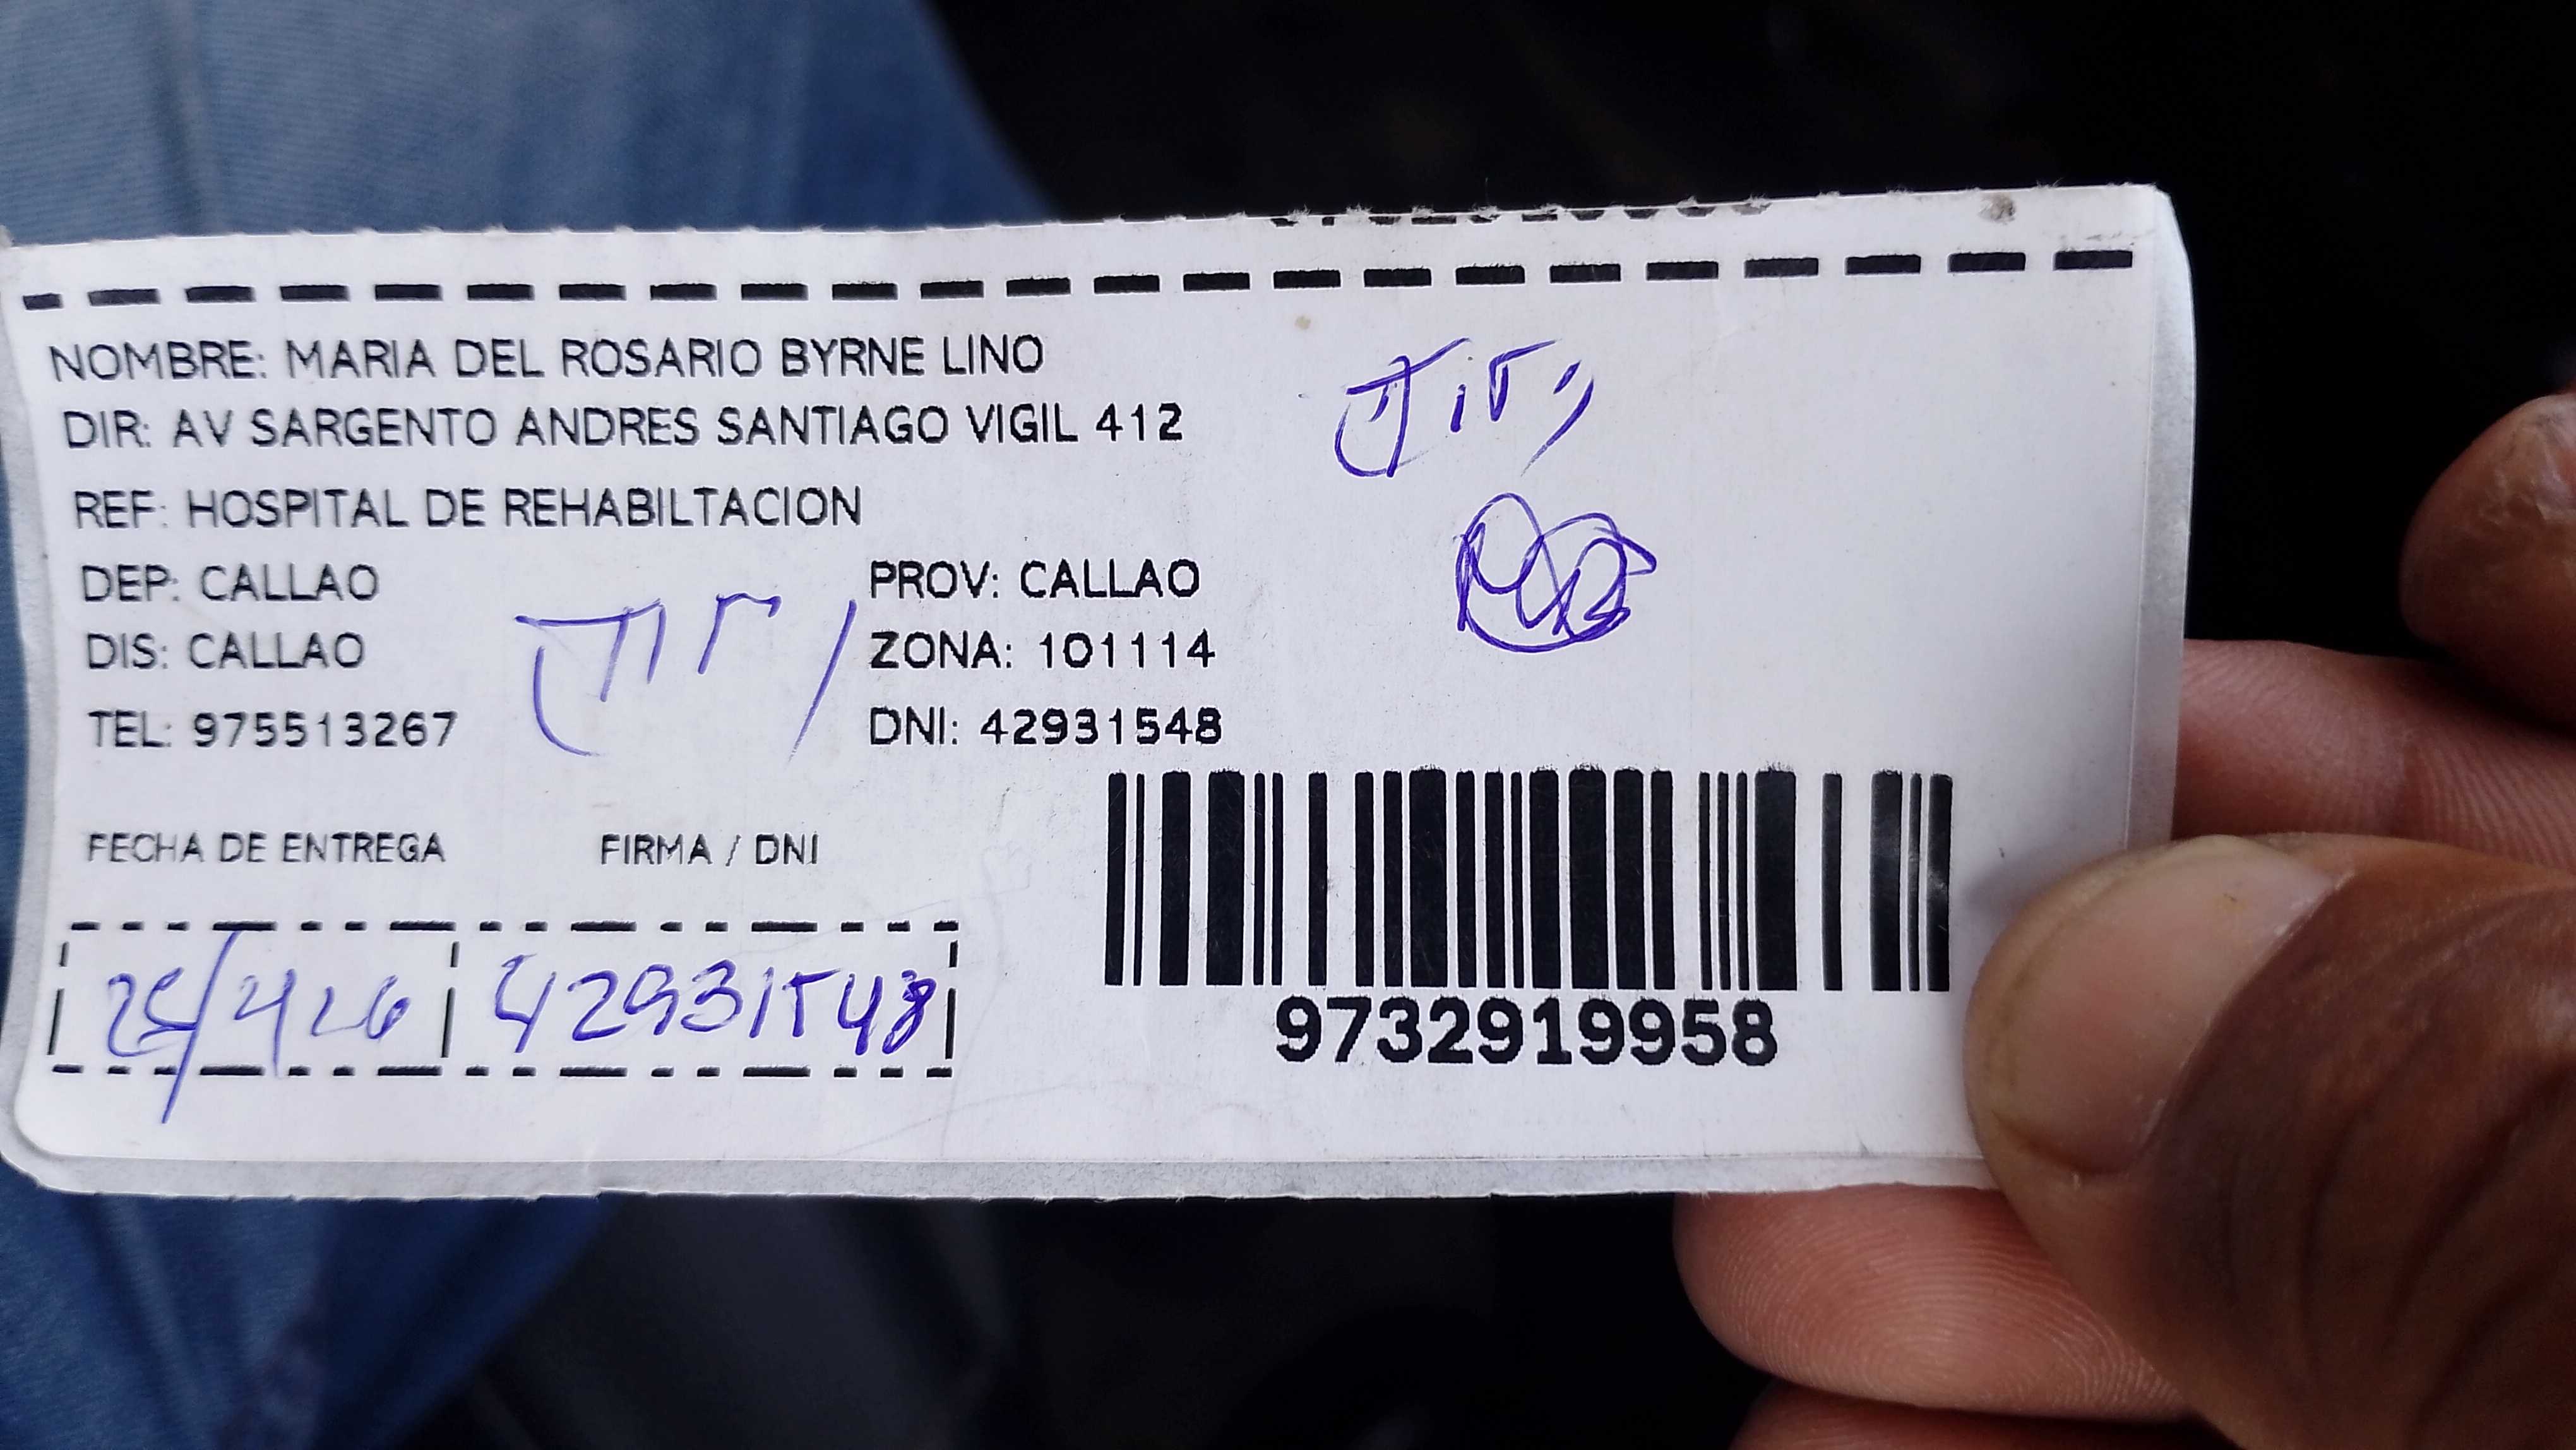 NOMBRE: MARIA DEL ROSARIO BYRNE LINO
DIR: AV SARGENTO ANDRES SANTIAGO VIGIL 412
REF: HOSPITAL DE REHABILTACION
DEP: CALLAO PROV: CALLAO
DIS: CALLAO ZONA: 101114
TEL: 975513267 DNI: 42931548
FECHA DE ENTREGA FIRMA / DNI
42931548
9732919958